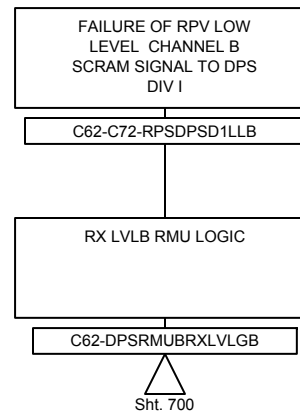 FAILURE OF RPV LOW
LEVEL CHANNEL B
SCRAM SIGNAL TO DPS
DIV I
C62-C72-RPSDPSD1LLB
RX LVLB RMU LOGIC
C62-DPSRMUBRXLVLGB
Sht. 700